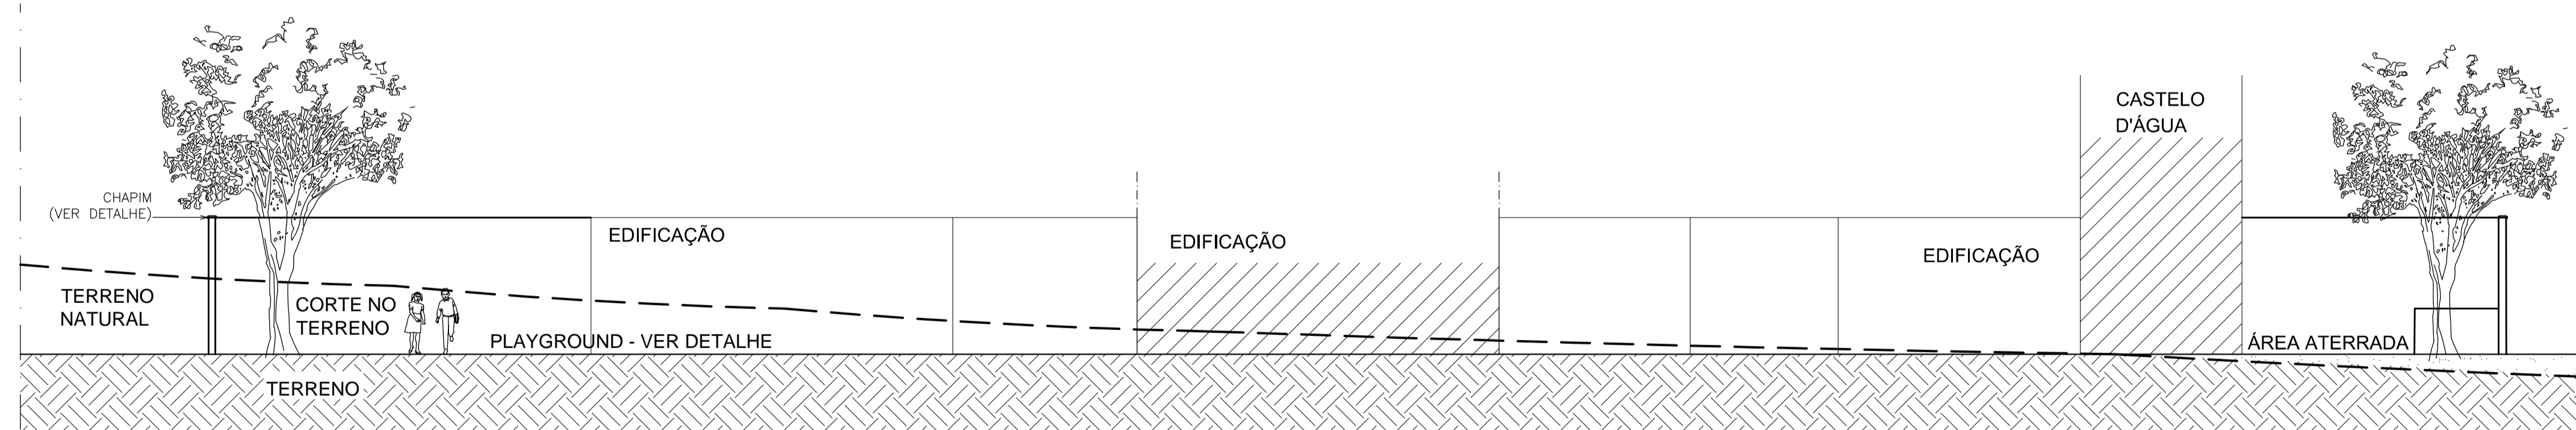 CASTELO
D'ÁGUA
CHAPIM
(VER DETALHE)
EDIFICAÇÃO
EDIFICAÇÃO
EDIFICAÇÃO
TERRENO
NATURAL
CORTE NO
TERRENO
PLAYGROUND - VER DETALHE
ÁREA ATERRADA
TERRENO